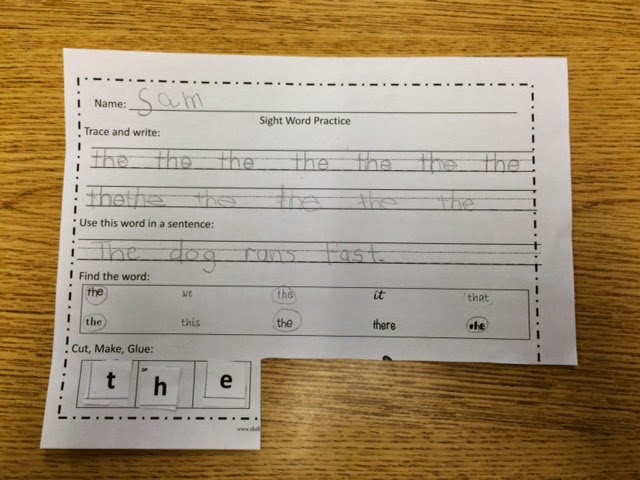 Name: Sam
Sight Word Practice
Trace and write:
the the the the the the the
thethe the the the the
Use this word in a sentence:
The dog runs fast.
Find the word:
the we the it that
the this the there the
Cut, Make, Glue:
t h e